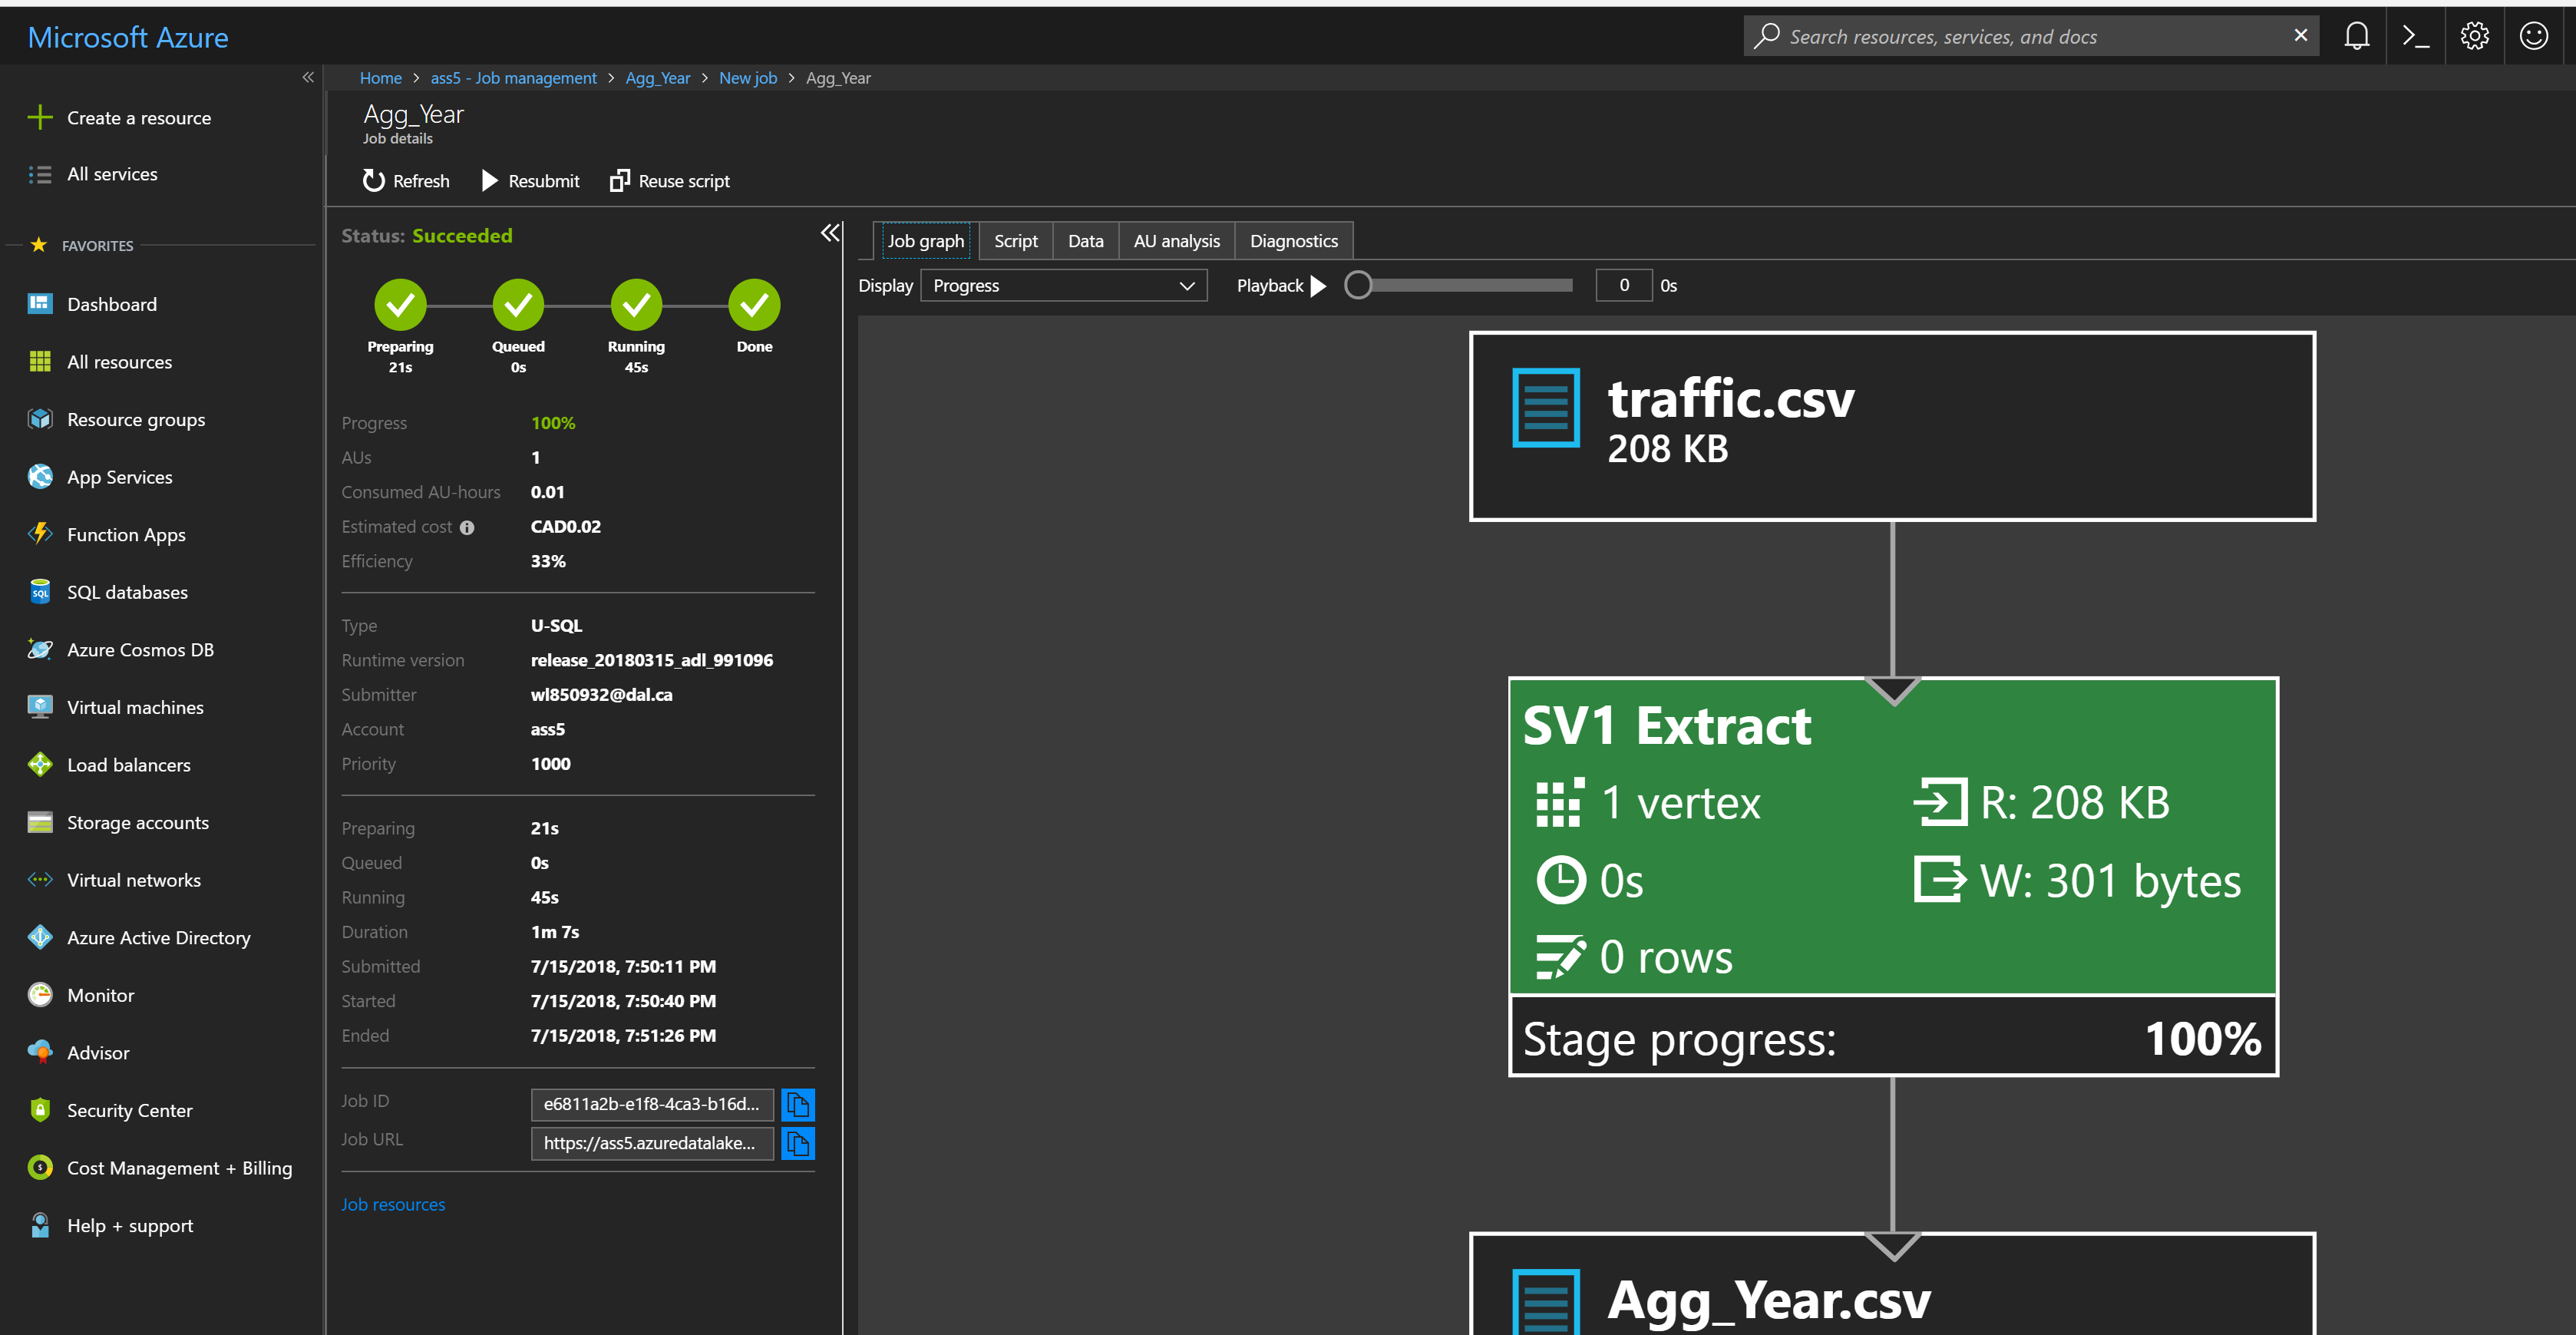 Microsoft Azure
Search resources, services, and docs
Home > ass5 - Job management > Agg_Year > New job > Agg_Year
Create a resource
All services
FAVORITES
Dashboard
All resources
Resource groups
App Services
Function Apps
SQL databases
Azure Cosmos DB
Virtual machines
Load balancers
Storage accounts
Virtual networks
Azure Active Directory
Monitor
Advisor
Security Center
Cost Management + Billing
Help + support
Agg_Year
Job details
Refresh Resubmit Reuse script
Status: Succeeded
Preparing Queued Running Done
21s 0s 45s
Progress 100%
AUs 1
Consumed AU-hours 0.01
Estimated cost CAD0.02
Efficiency 33%
Type U-SQL
Runtime version release_20180315_adl_991096
Submitter wl850932@dal.ca
Account ass5
Priority 1000
Preparing 21s
Queued 0s
Running 45s
Duration 1m 7s
Submitted 7/15/2018, 7:50:11 PM
Started 7/15/2018, 7:50:40 PM
Ended 7/15/2018, 7:51:26 PM
Job ID e6811a2b-e1f8-4ca3-b16d...
Job URL https://ass5.azuredatalake...
Job resources
Job graph Script Data AU analysis Diagnostics
Display Progress Playback 0 0s
traffic.csv
208 KB
SV1 Extract
1 vertex R: 208 KB
0s W: 301 bytes
0 rows
Stage progress: 100%
Agg_Year.csv